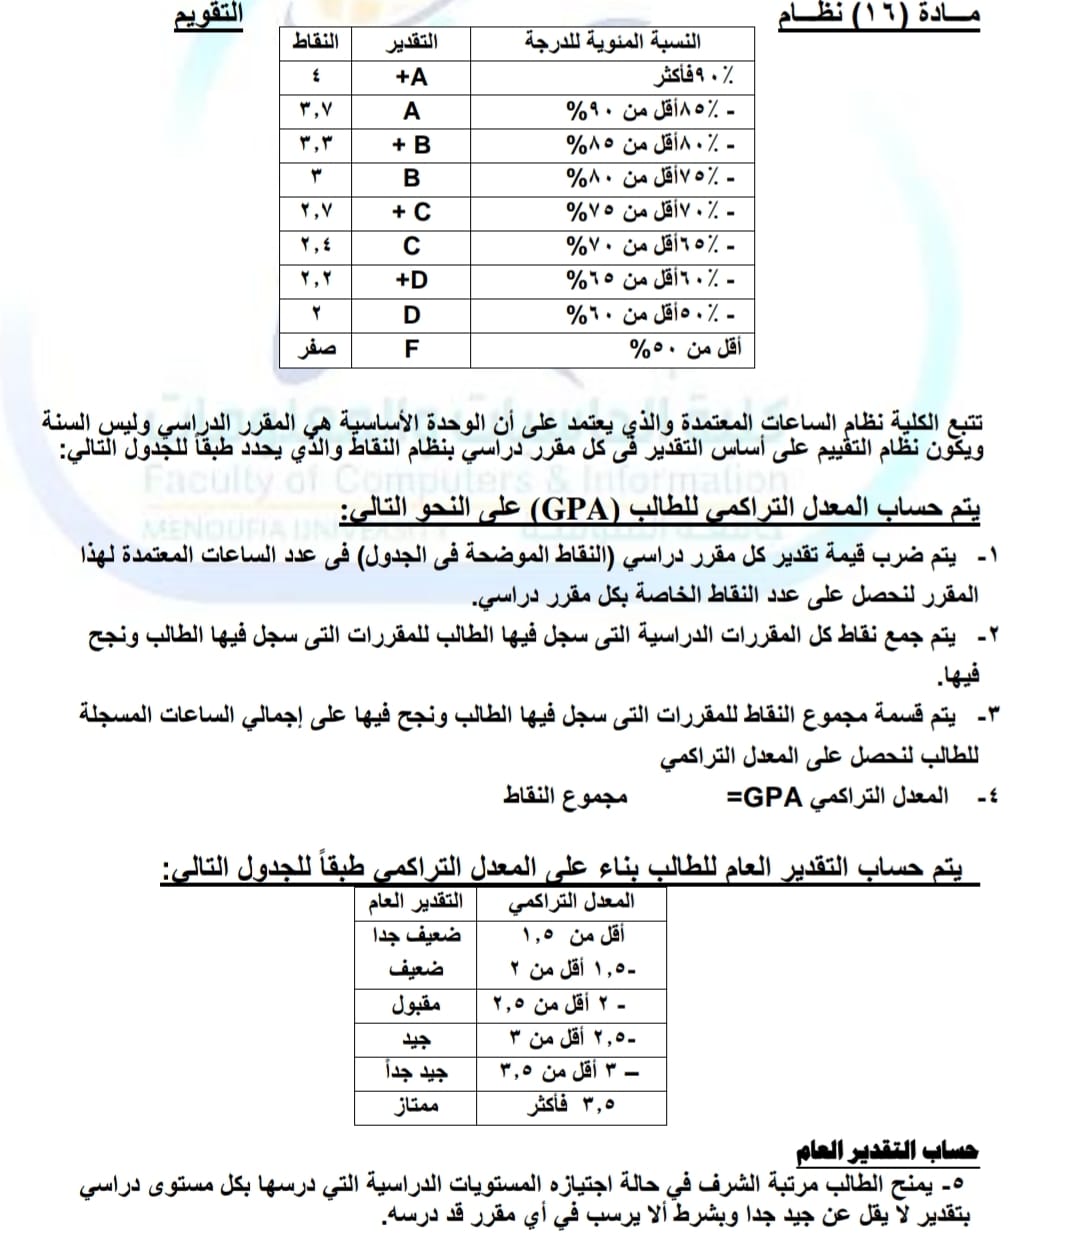 مـــادة (١٦) نظـــام التقويم
النسبة المئوية للدرجة التقدير النقاط
٩٠٪ فأكثر A+ ٤
٨٥٪ - أقل من ٩٠% A ٣,٧
٨٠٪ - أقل من ٨٥% B + ٣,٣
٧٥٪ - أقل من ٨٠% B ٣
٧٠٪ - أقل من ٧٥% C + ٢,٧
٦٥٪ - أقل من ٧٠% C ٢,٤
٦٠٪ - أقل من ٦٥% D+ ٢,٢
٥٠٪ - أقل من ٦٠% D ٢
أقل من ٥٠% F صفر
كلية الحاسبات والمعلومات
تتبع الكلية نظام الساعات المعتمدة والذي يعتمد على أن الوحدة الأساسية هي المقرر الدراسي وليس السنة
ويكون نظام التقييم على أساس التقدير فى كل مقرر دراسي بنظام النقاط والذي يحدد طبقاً للجدول التالي:
Faculty of Computers & Information
يتم حساب المعدل التراكمي للطالب (GPA) على النحو التالي:
MENOUFIA UNIVERSITY
١- يتم ضرب قيمة تقدير كل مقرر دراسي (النقاط الموضحة فى الجدول) فى عدد الساعات المعتمدة لهذا
المقرر لنحصل على عدد النقاط الخاصة بكل مقرر دراسي.
٢- يتم جمع نقاط كل المقررات الدراسية التى سجل فيها الطالب للمقررات التى سجل فيها الطالب ونجح
فيها.
٣- يتم قسمة مجموع النقاط للمقررات التى سجل فيها الطالب ونجح فيها على إجمالي الساعات المسجلة
للطالب لنحصل على المعدل التراكمي
٤- المعدل التراكمي GPA= مجموع النقاط
يتم حساب التقدير العام للطالب بناء على المعدل التراكمي طبقاً للجدول التالي:
المعدل التراكمي التقدير العام
أقل من ١,٥ ضعيف جدا
-١,٥ أقل من ٢ ضعيف
- ٢ أقل من ٢,٥ مقبول
-٢,٥ أقل من ٣ جيد
– ٣ أقل من ٣,٥ جيد جداً
٣,٥ فأكثر ممتاز
حساب التقدير العام
٥- يمنح الطالب مرتبة الشرف في حالة اجتيازه المستويات الدراسية التي درسها بكل مستوى دراسي
بتقدير لا يقل عن جيد جدا وبشرط ألا يرسب في أي مقرر قد درسه.